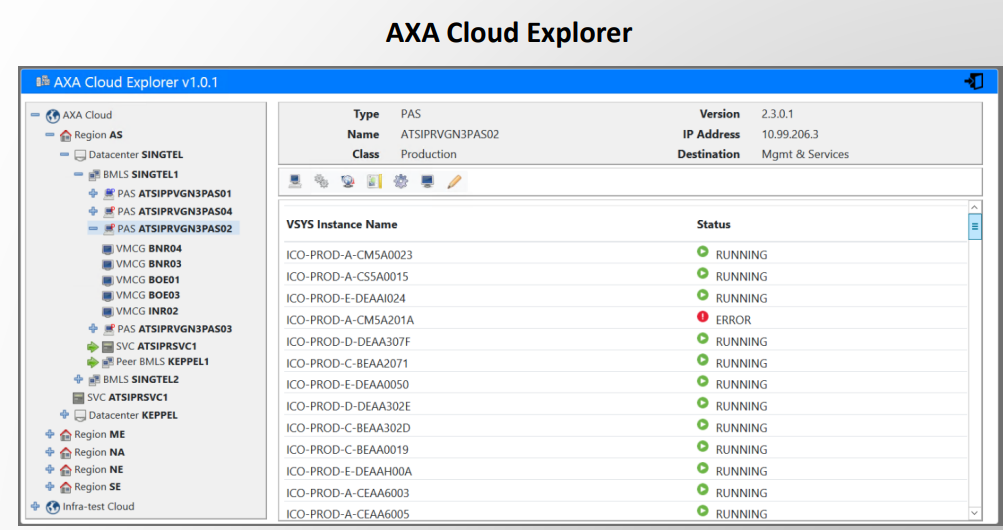 AXA Cloud Explorer
AXA Cloud Explorer v1.0.1
AXA Cloud
Region AS
Datacenter SINGTEL
BMLS SINGTEL1
PAS ATSIPPVGN3PAS01
PAS ATSIPRVGN3PAS04
PAS ATSIPRVGN3PAS02
VMCG BNR04
VMCG BNR03
VMCG BOE01
VMCG BOE03
VMCG INR02
PAS ATSIPRVGN3PAS03
SVC ATSIPRSVC1
Peer BMLS KEPPEL1
BMLS SINGTEL2
SVC ATSIPRSVC1
Datacenter KEPPEL
Region ME
Region NA
Region NE
Region SE
Infra-test Cloud
Type PAS Version 2.3.0.1
Name ATSIPRVGN3PAS02 IP Address 10.99.206.3
Class Production Destination Mgmt & Services
VSYS Instance Name Status
ICO-PROD-A-CM5A0023 RUNNING
ICO-PROD-A-CS5A0015 RUNNING
ICO-PROD-E-DEAAI024 RUNNING
ICO-PROD-A-CM5A201A ERROR
ICO-PROD-D-DEAA307F RUNNING
ICO-PROD-C-BEAA2071 RUNNING
ICO-PROD-E-DEAA0050 RUNNING
ICO-PROD-D-DEAA302E RUNNING
ICO-PROD-C-BEAA302D RUNNING
ICO-PROD-C-BEAA0019 RUNNING
ICO-PROD-E-DEAAH00A RUNNING
ICO-PROD-A-CEAA6003 RUNNING
ICO-PROD-A-CEAA6005 RUNNING